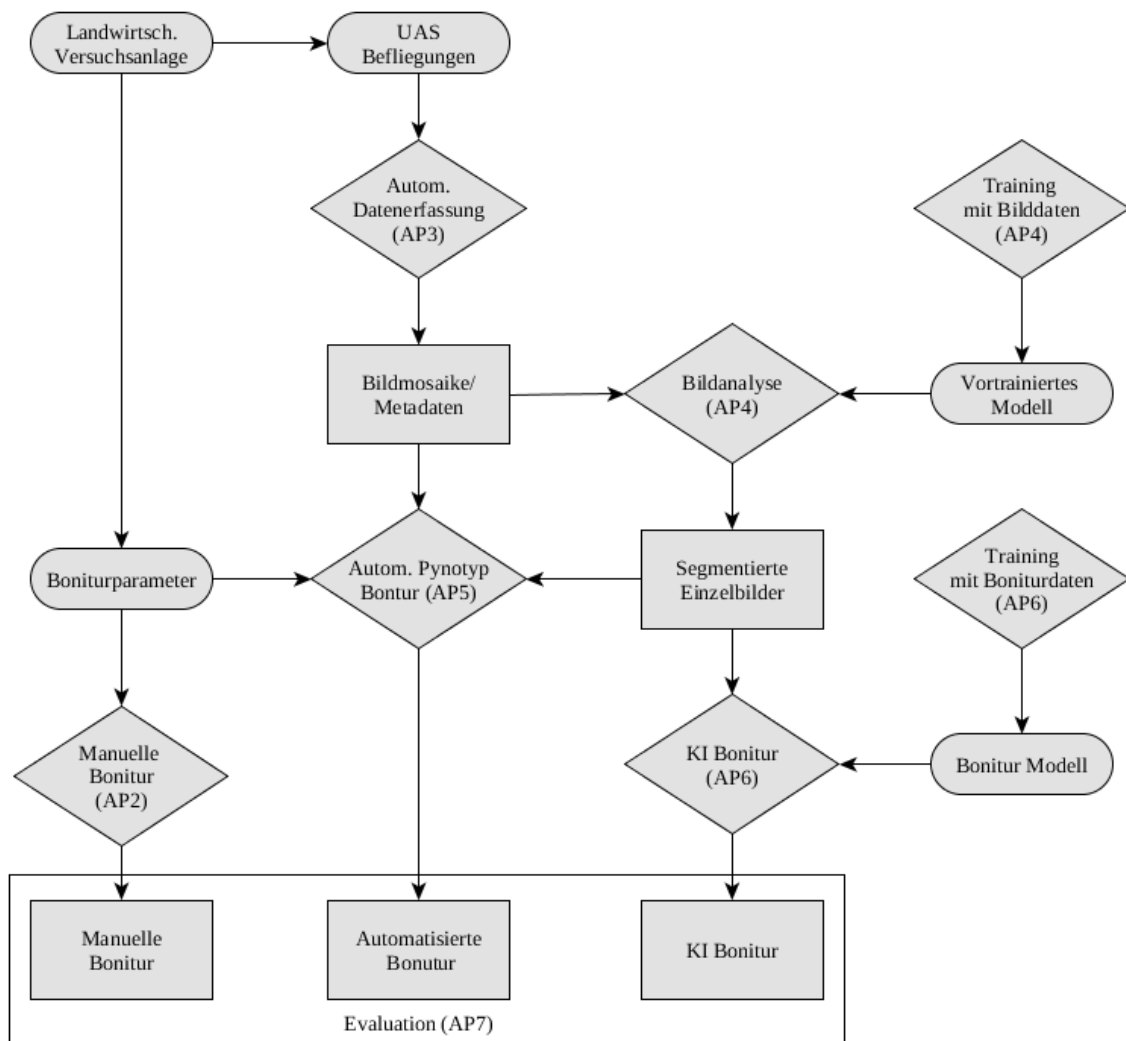 Landwirtsch.
Versuchsanlage
UAS
Befliegungen
Autom.
Datenerfassung
(AP3)
Training
mit Bilddaten
(AP4)
Bildmosaike/
Metadaten
Bildanalyse
(AP4)
Vortrainiertes
Modell
Boniturparameter
Autom. Pynotyp
Bontur (AP5)
Segmentierte
Einzelbilder
Training
mit Boniturdaten
(AP6)
Manuelle
Bonitur
(AP2)
KI Bonitur
(AP6)
Bonitur Modell
Manuelle
Bonitur
Automatisierte
Bonutur
KI Bonitur
Evaluation (AP7)